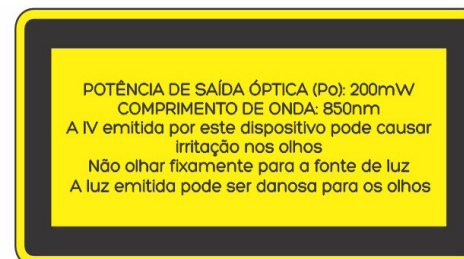 POTÊNCIA DE SAÍDA ÓPTICA (Po): 200mW
COMPRIMENTO DE ONDA: 850nm
A IV emitida por este dispositivo pode causar
irritação nos olhos
Não olhar fixamente para a fonte de luz
A luz emitida pode ser danosa para os olhos